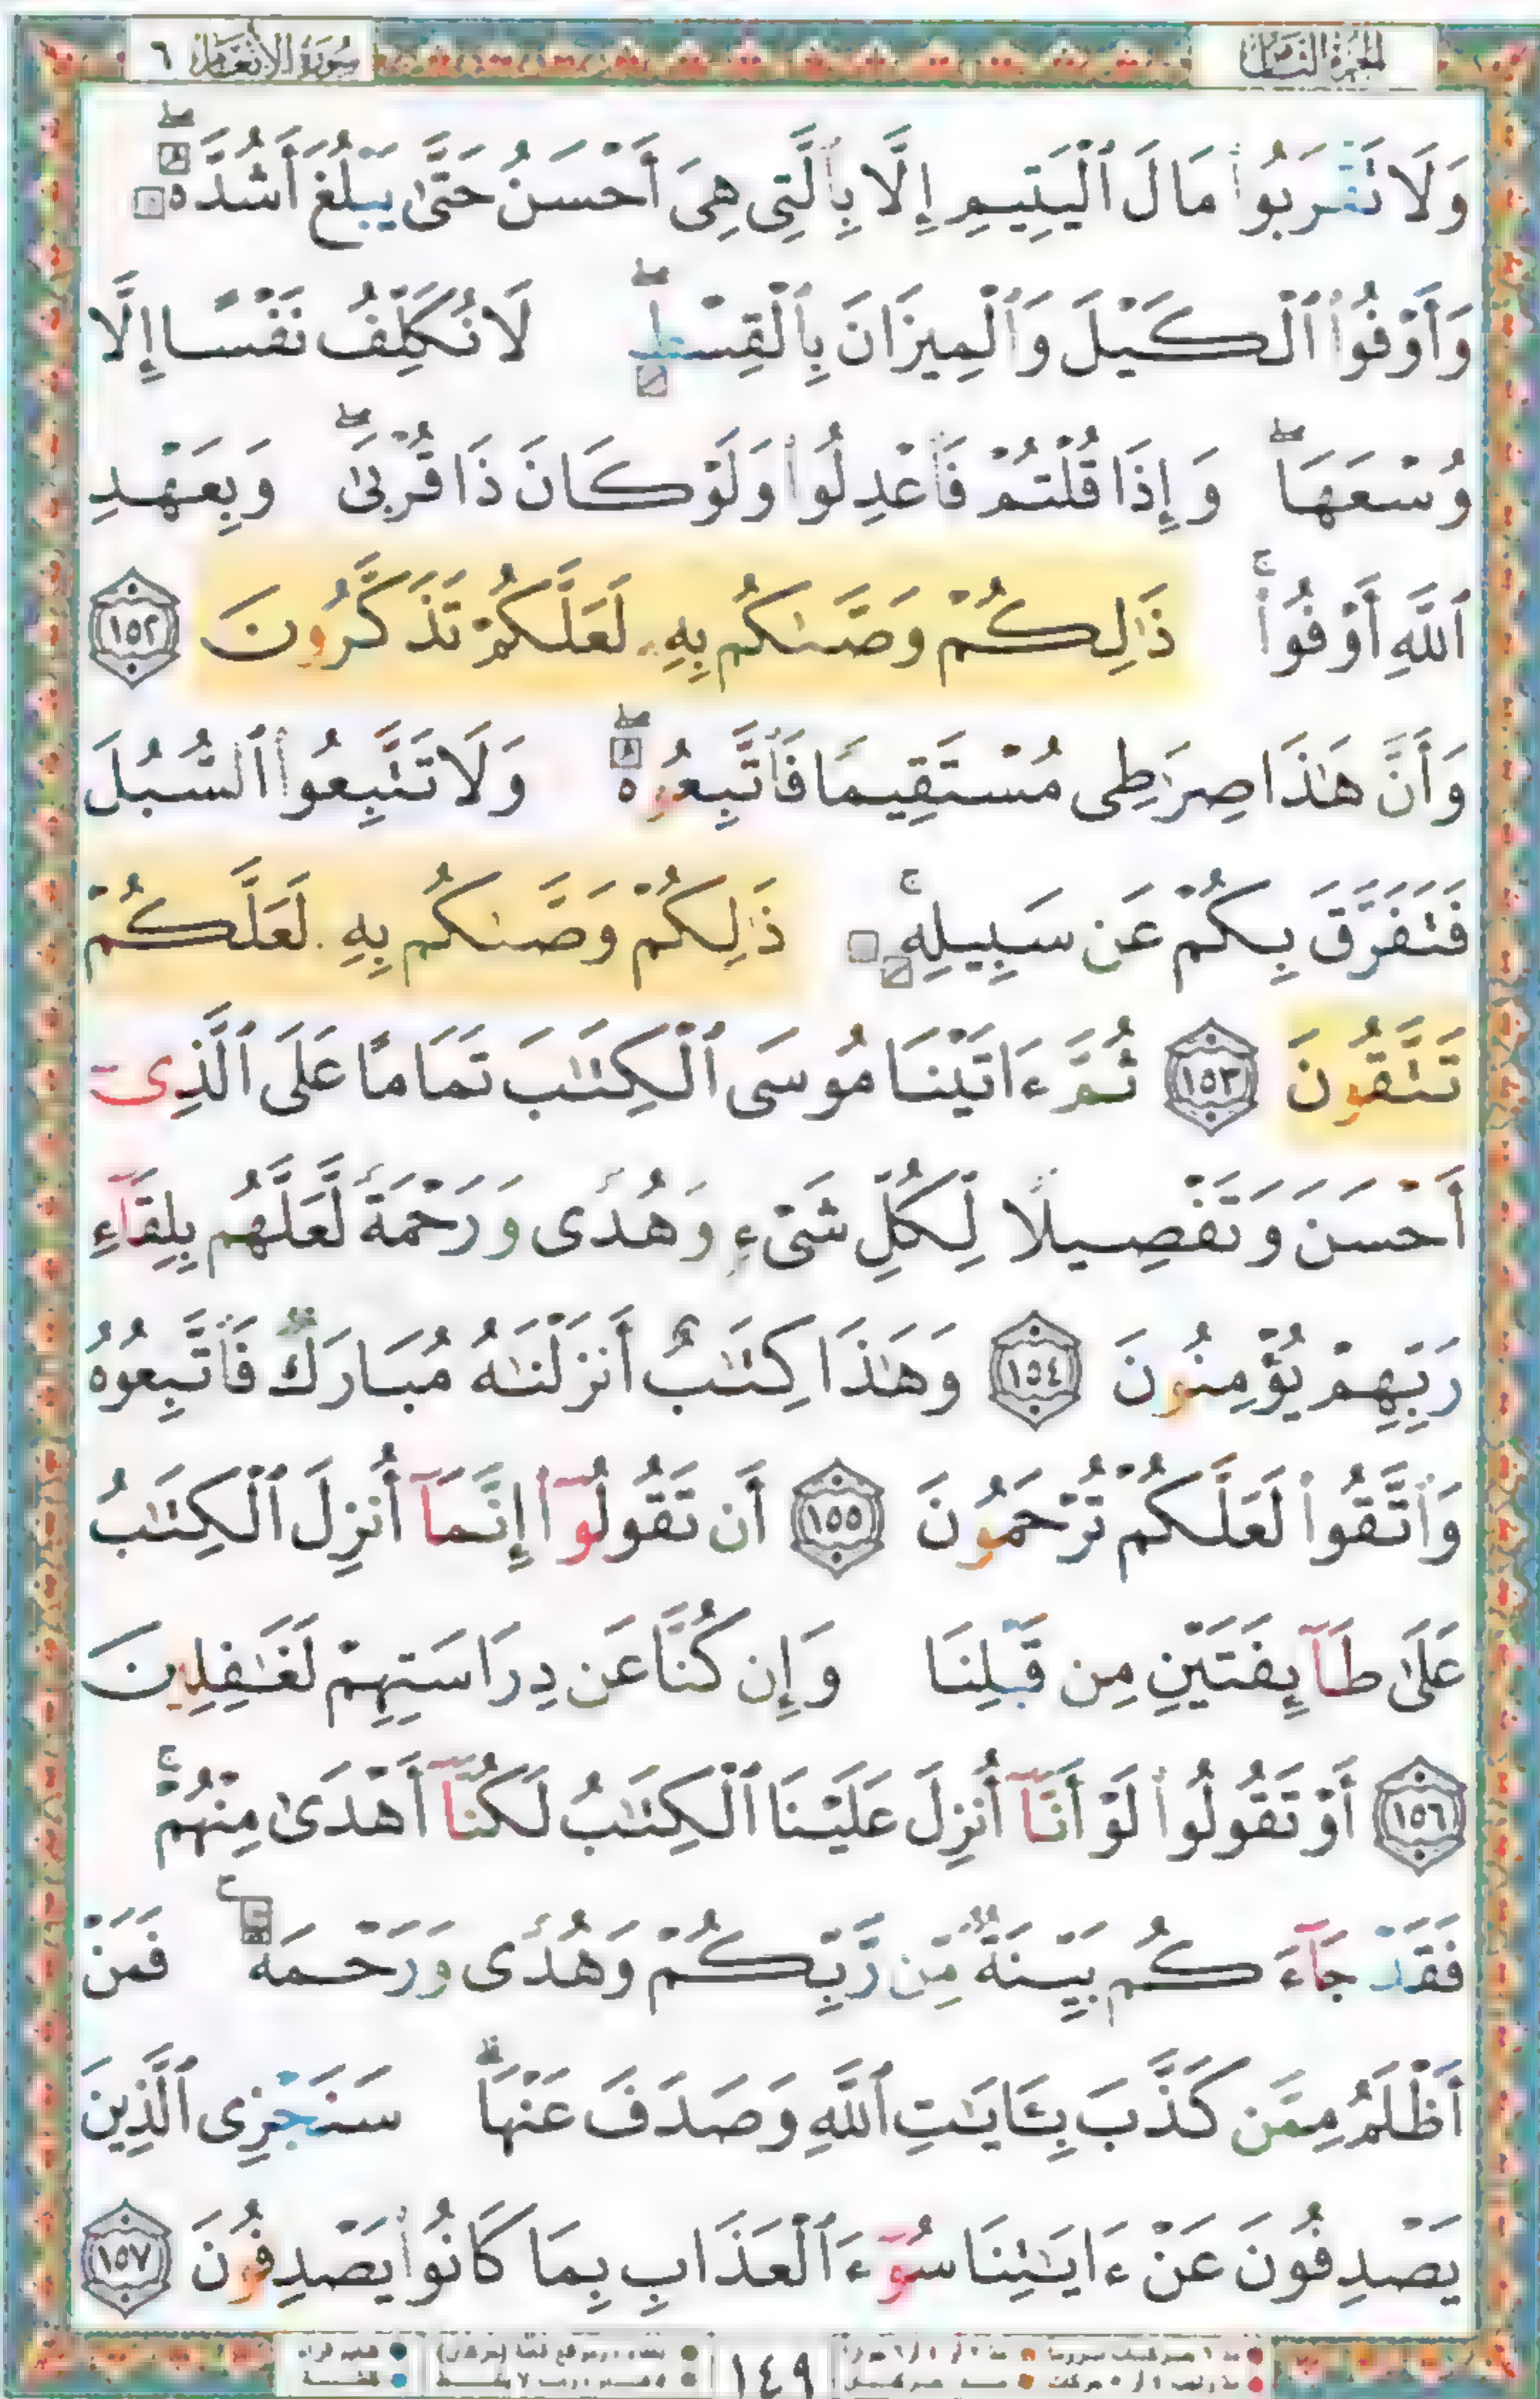 الجزء الثامن
سورة الأنعام ٦
وَلَا تَقْرَبُوا۟ مَالَ ٱلْيَتِيمِ إِلَّا بِٱلَّتِى هِىَ أَحْسَنُ حَتَّىٰ يَبْلُغَ أَشُدَّهُۥ ۖ
وَأَوْفُوا۟ ٱلْكَيْلَ وَٱلْمِيزَانَ بِٱلْقِسْطِ ۖ لَا نُكَلِّفُ نَفْسًا إِلَّا
وُسْعَهَا ۖ وَإِذَا قُلْتُمْ فَٱعْدِلُوا۟ وَلَوْ كَانَ ذَا قُرْبَىٰ ۖ وَبِعَهْدِ
ٱللَّهِ أَوْفُوا۟ ۚ ذَٰلِكُمْ وَصَّىٰكُم بِهِۦ لَعَلَّكُمْ تَذَكَّرُونَ ١٥٢
وَأَنَّ هَٰذَا صِرَٰطِى مُسْتَقِيمًا فَٱتَّبِعُوهُ ۖ وَلَا تَتَّبِعُوا۟ ٱلسُّبُلَ
فَتَفَرَّقَ بِكُمْ عَن سَبِيلِهِۦ ۚ ذَٰلِكُمْ وَصَّىٰكُم بِهِۦ لَعَلَّكُمْ
تَتَّقُونَ ١٥٣ ثُمَّ ءَاتَيْنَا مُوسَى ٱلْكِتَٰبَ تَمَامًا عَلَى ٱلَّذِىٓ
أَحْسَنَ وَتَفْصِيلًا لِّكُلِّ شَىْءٍ وَهُدًى وَرَحْمَةً لَّعَلَّهُم بِلِقَآءِ
رَبِّهِمْ يُؤْمِنُونَ ١٥٤ وَهَٰذَا كِتَٰبٌ أَنزَلْنَٰهُ مُبَارَكٌ فَٱتَّبِعُوهُ
وَٱتَّقُوا۟ لَعَلَّكُمْ تُرْحَمُونَ ١٥٥ أَن تَقُولُوٓا۟ إِنَّمَآ أُنزِلَ ٱلْكِتَٰبُ
عَلَىٰ طَآئِفَتَيْنِ مِن قَبْلِنَا وَإِن كُنَّا عَن دِرَاسَتِهِمْ لَغَٰفِلِينَ
١٥٦ أَوْ تَقُولُوا۟ لَوْ أَنَّآ أُنزِلَ عَلَيْنَا ٱلْكِتَٰبُ لَكُنَّآ أَهْدَىٰ مِنْهُمْ ۚ
فَقَدْ جَآءَكُم بَيِّنَةٌ مِّن رَّبِّكُمْ وَهُدًى وَرَحْمَةٌ ۚ فَمَنْ
أَظْلَمُ مِمَّن كَذَّبَ بِـَٔايَٰتِ ٱللَّهِ وَصَدَفَ عَنْهَا ۗ سَنَجْزِى ٱلَّذِينَ
يَصْدِفُونَ عَنْ ءَايَٰتِنَا سُوٓءَ ٱلْعَذَابِ بِمَا كَانُوا۟ يَصْدِفُونَ ١٥٧
١٤٩